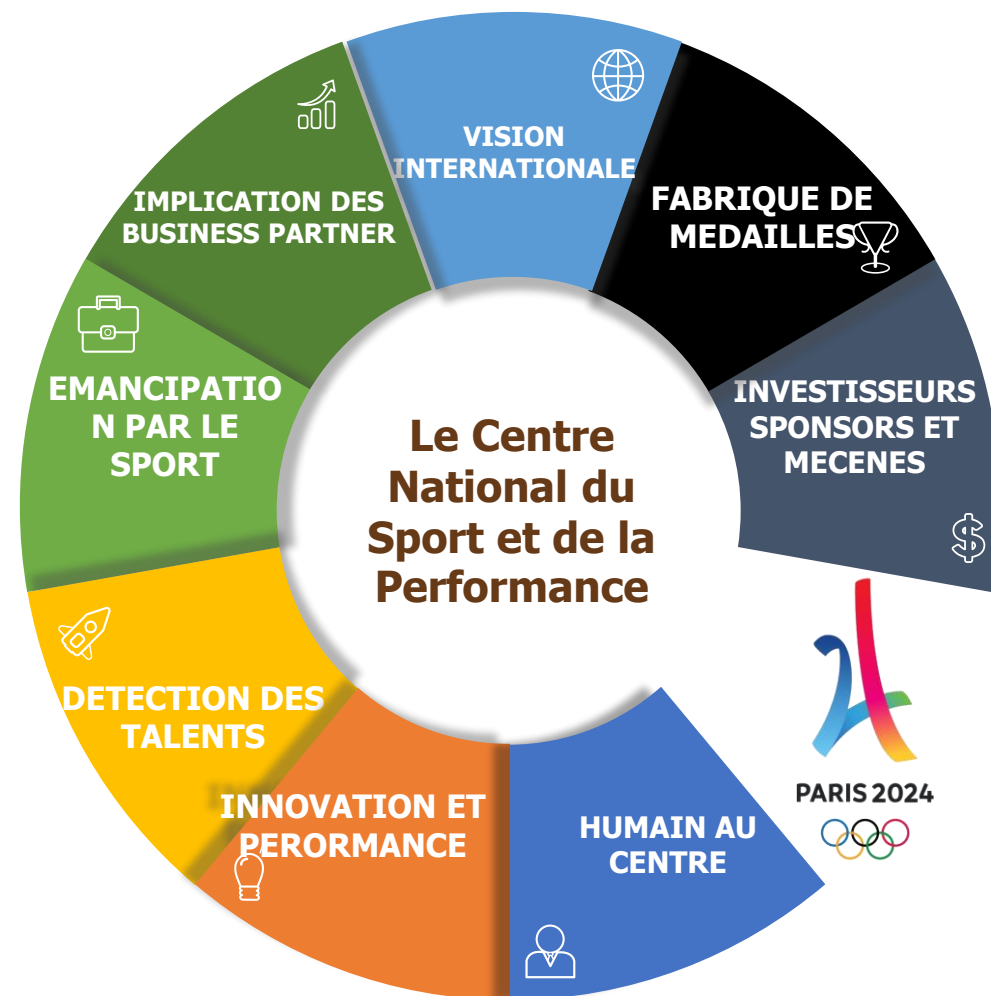 VISION
INTERNATIONALE
FABRIQUE DE
MEDAILLES
INVESTISSEURS
SPONSORS ET
MECENES
PARIS 2024
HUMAIN AU
CENTRE
INNOVATION ET
PERORMANCE
DETECTION DES
TALENTS
EMANCIPATIO
N PAR LE
SPORT
IMPLICATION DES
BUSINESS PARTNER
Le Centre
National du
Sport et de la
Performance